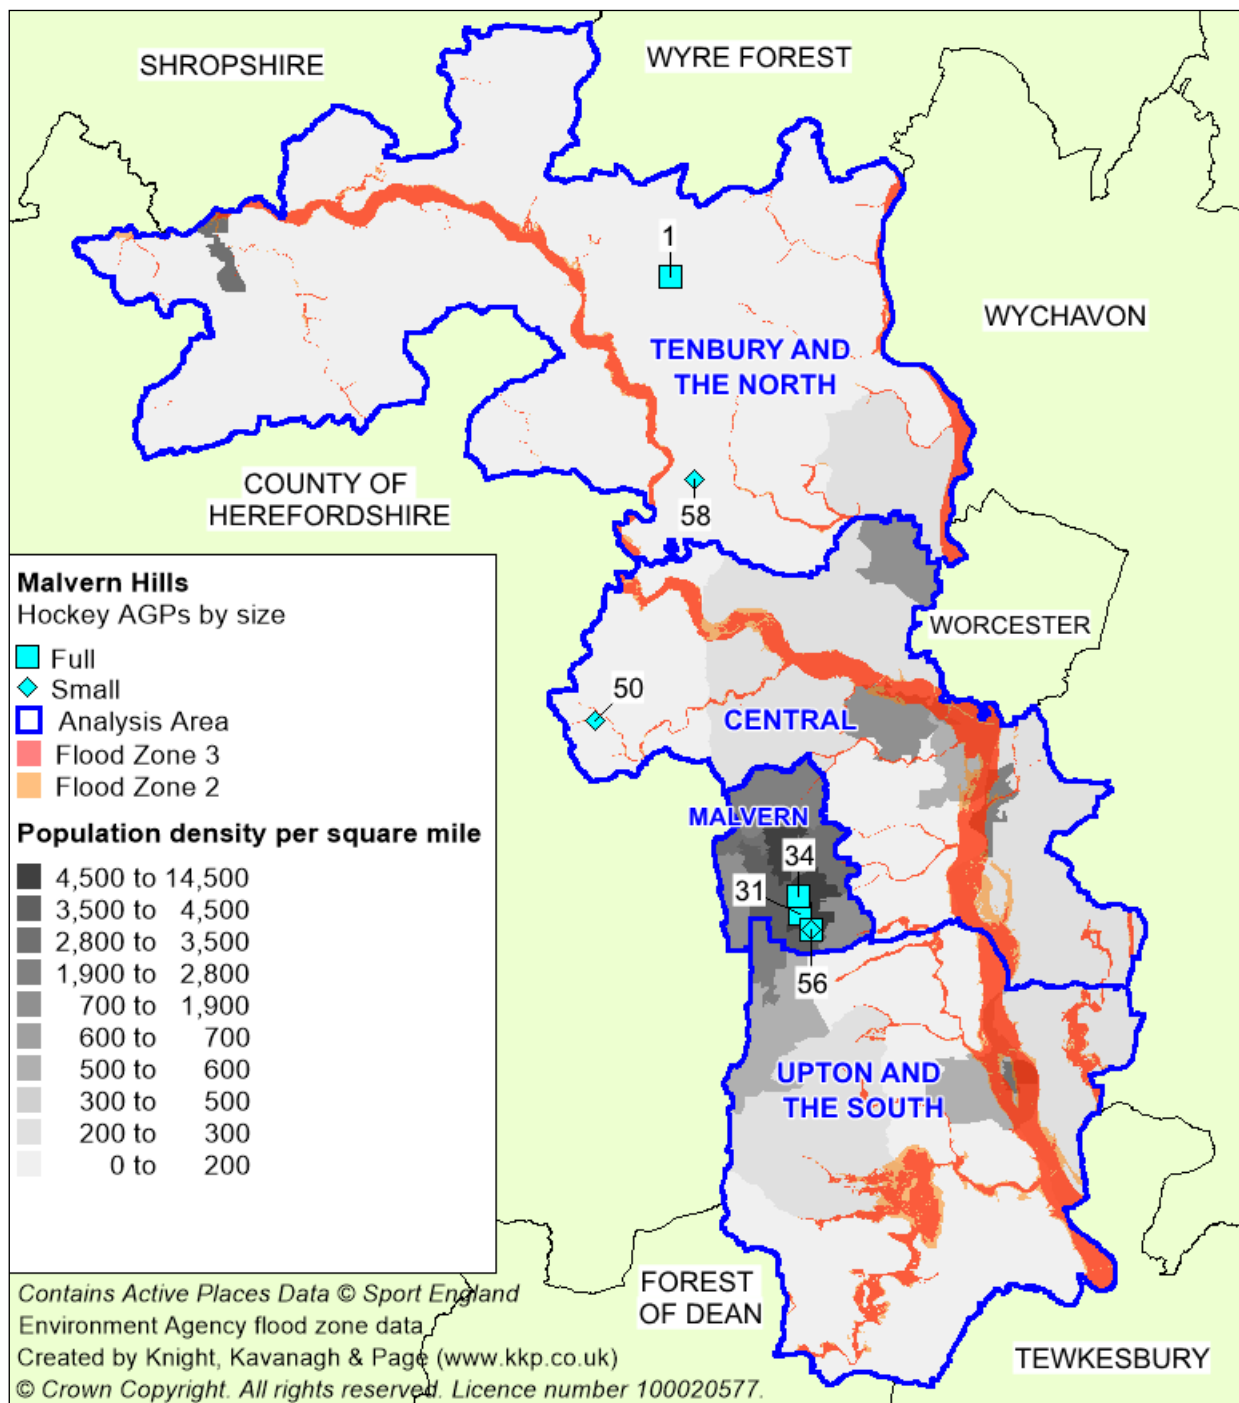 SHROPSHIRE
WYRE FOREST
1
WYCHAVON
TENBURY AND
THE NORTH
COUNTY OF
HEREFORDSHIRE
58
Malvern Hills
Hockey AGPs by size
Full
Small
Analysis Area
Flood Zone 3
Flood Zone 2
Population density per square mile
4,500 to 14,500
3,500 to 4,500
2,800 to 3,500
1,900 to 2,800
700 to 1,900
600 to 700
500 to 600
300 to 500
200 to 300
0 to 200
WORCESTER
50
CENTRAL
MALVERN
34
31
56
UPTON AND
THE SOUTH
FOREST
OF DEAN
TEWKESBURY
Contains Active Places Data © Sport England
Environment Agency flood zone data
Created by Knight, Kavanagh & Page (www.kkp.co.uk)
© Crown Copyright. All rights reserved. Licence number 100020577.